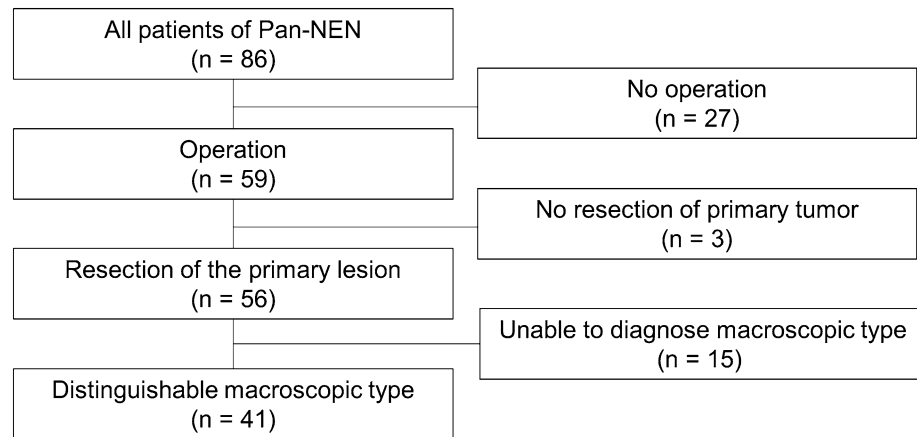 All patients of Pan-NEN
(n = 86)
No operation
(n = 27)
Operation
(n = 59)
No resection of primary tumor
(n = 3)
Resection of the primary lesion
(n = 56)
Unable to diagnose macroscopic type
(n = 15)
Distinguishable macroscopic type
(n = 41)